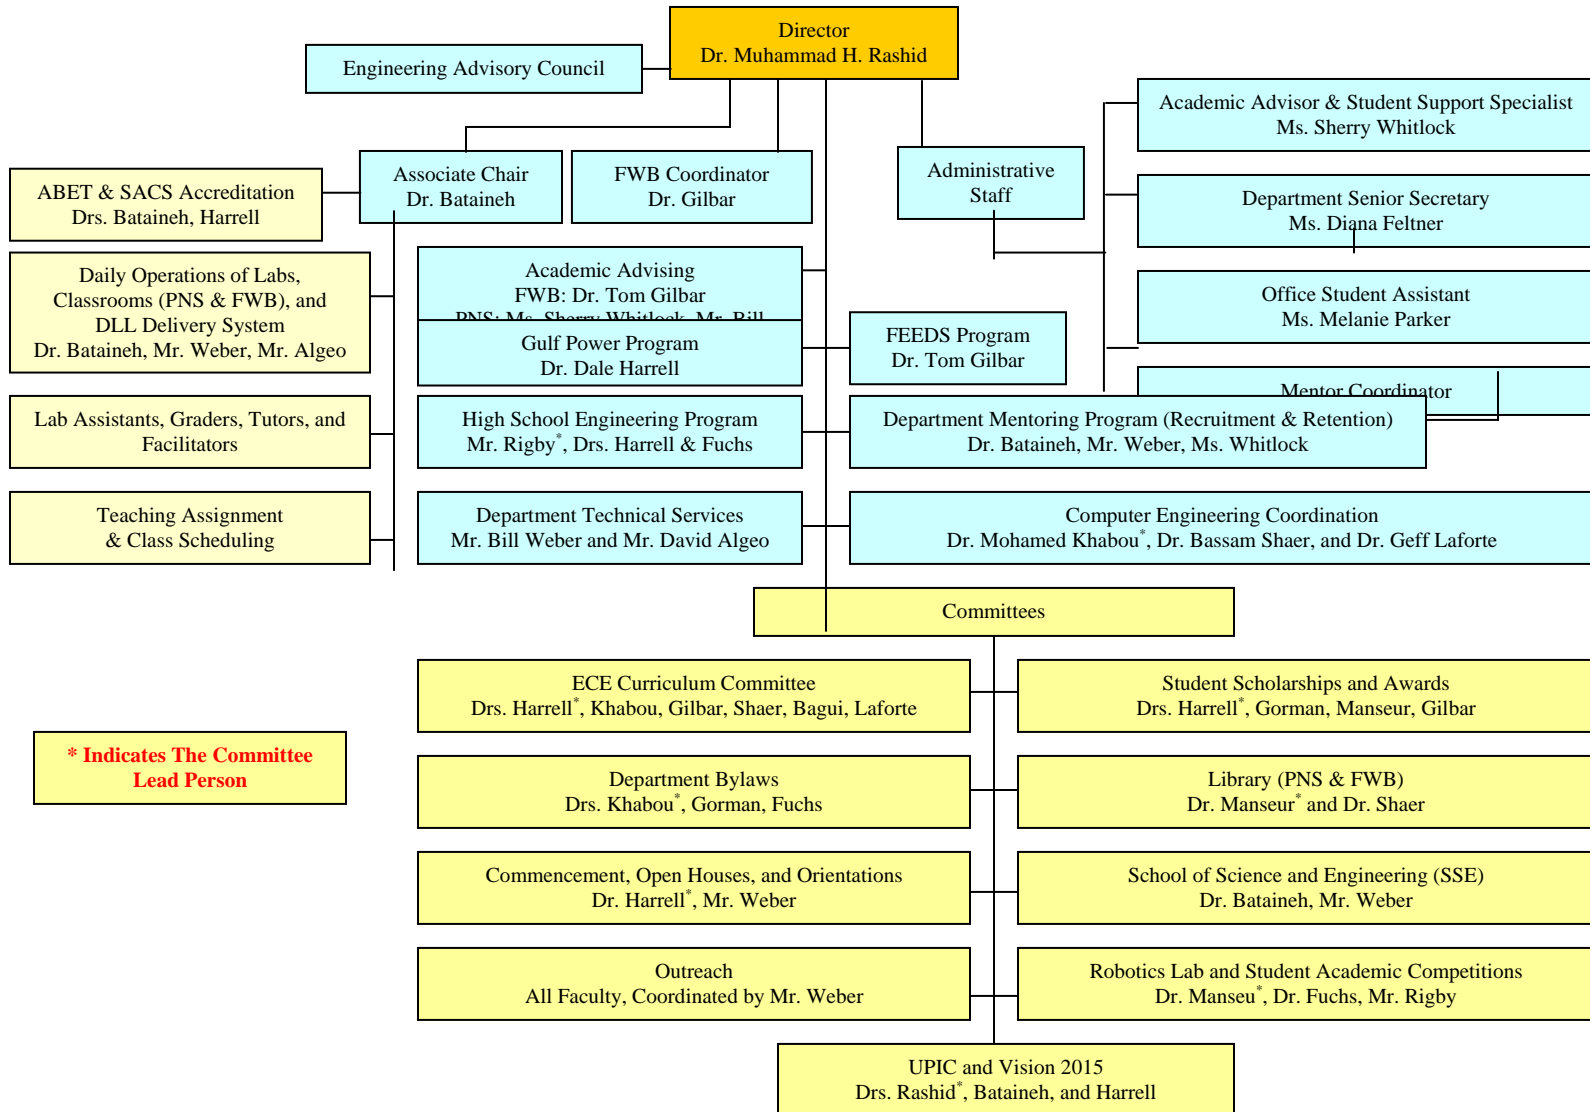 Director
Dr. Muhammad H. Rashid
Engineering Advisory Council
Academic Advisor & Student Support Specialist
Ms. Sherry Whitlock
Associate Chair
Dr. Bataineh
FWB Coordinator
Dr. Gilbar
Administrative
Staff
ABET & SACS Accreditation
Drs. Bataineh, Harrell
Department Senior Secretary
Ms. Diana Feltner
Daily Operations of Labs,
Classrooms (PNS & FWB), and
DLL Delivery System
Dr. Bataineh, Mr. Weber, Mr. Algeo
Academic Advising
FWB: Dr. Tom Gilbar
PNS: Ms. Sherry Whitlock, Mr. Bill
Office Student Assistant
Ms. Melanie Parker
Gulf Power Program
Dr. Dale Harrell
FEEDS Program
Dr. Tom Gilbar
Mentor Coordinator
Lab Assistants, Graders, Tutors, and
Facilitators
High School Engineering Program
Mr. Rigby*, Drs. Harrell & Fuchs
Department Mentoring Program (Recruitment & Retention)
Dr. Bataineh, Mr. Weber, Ms. Whitlock
Teaching Assignment
& Class Scheduling
Department Technical Services
Mr. Bill Weber and Mr. David Algeo
Computer Engineering Coordination
Dr. Mohamed Khabou*, Dr. Bassam Shaer, and Dr. Geff Laforte
Committees
ECE Curriculum Committee
Drs. Harrell*, Khabou, Gilbar, Shaer, Bagui, Laforte
Student Scholarships and Awards
Drs. Harrell*, Gorman, Manseur, Gilbar
* Indicates The Committee
Lead Person
Department Bylaws
Drs. Khabou*, Gorman, Fuchs
Library (PNS & FWB)
Dr. Manseur* and Dr. Shaer
Commencement, Open Houses, and Orientations
Dr. Harrell*, Mr. Weber
School of Science and Engineering (SSE)
Dr. Bataineh, Mr. Weber
Outreach
All Faculty, Coordinated by Mr. Weber
Robotics Lab and Student Academic Competitions
Dr. Manseu*, Dr. Fuchs, Mr. Rigby
UPIC and Vision 2015
Drs. Rashid*, Bataineh, and Harrell